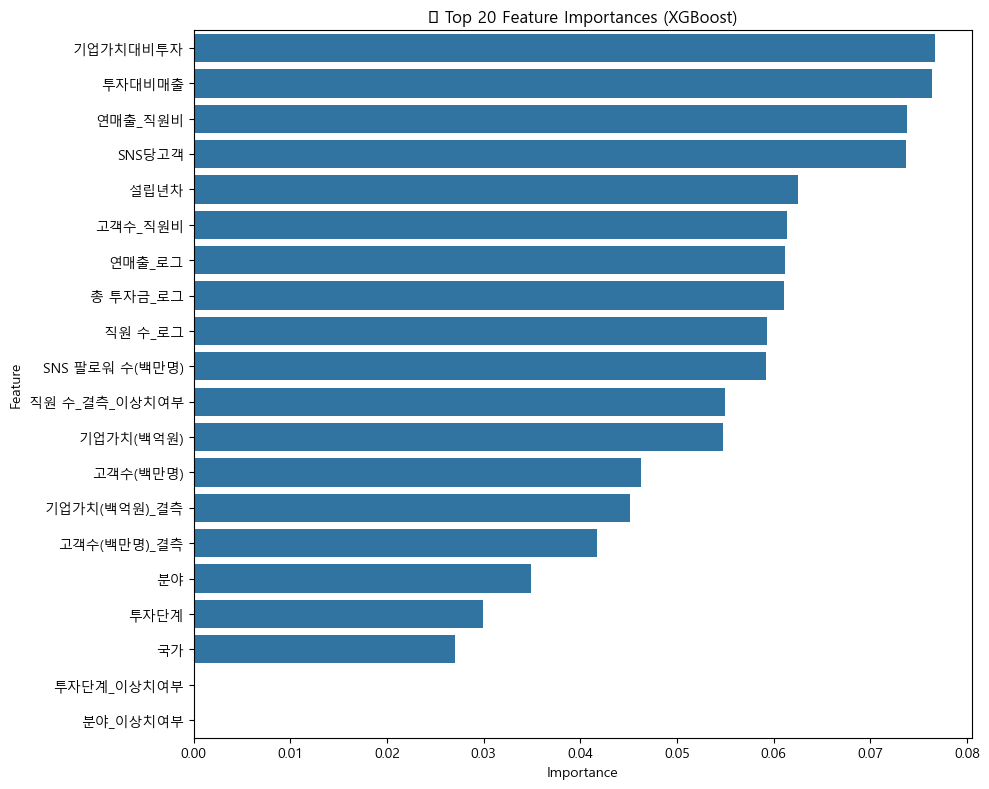 Top 20 Feature Importances (XGBoost)
기업가치대비투자
투자대비매출
연매출_직원비
SNS당고객
설립년차
고객수_직원비
연매출_로그
총 투자금_로그
직원 수_로그
SNS 팔로워 수(백만명)
직원 수_결측_이상치여부
기업가치(백억원)
고객수(백만명)
기업가치(백억원)_결측
고객수(백만명)_결측
분야
투자단계
국가
투자단계_이상치여부
분야_이상치여부
Feature
0.00 0.01 0.02 0.03 0.04 0.05 0.06 0.07 0.08
Importance